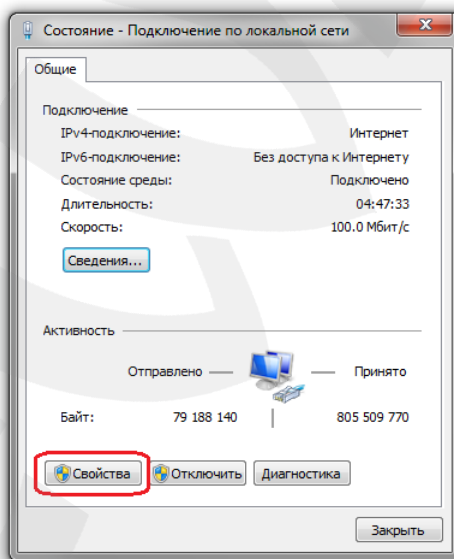 Состояние - Подключение по локальной сети
Общие
Подключение
IPv4-подключение: Интернет
IPv6-подключение: Без доступа к Интернету
Состояние среды: Подключено
Длительность: 04:47:33
Скорость: 100.0 Мбит/с
Сведения...
Активность
Отправлено — — Принято
Байт: 79 188 140 | 805 509 770
Свойства Отключить Диагностика
Закрыть